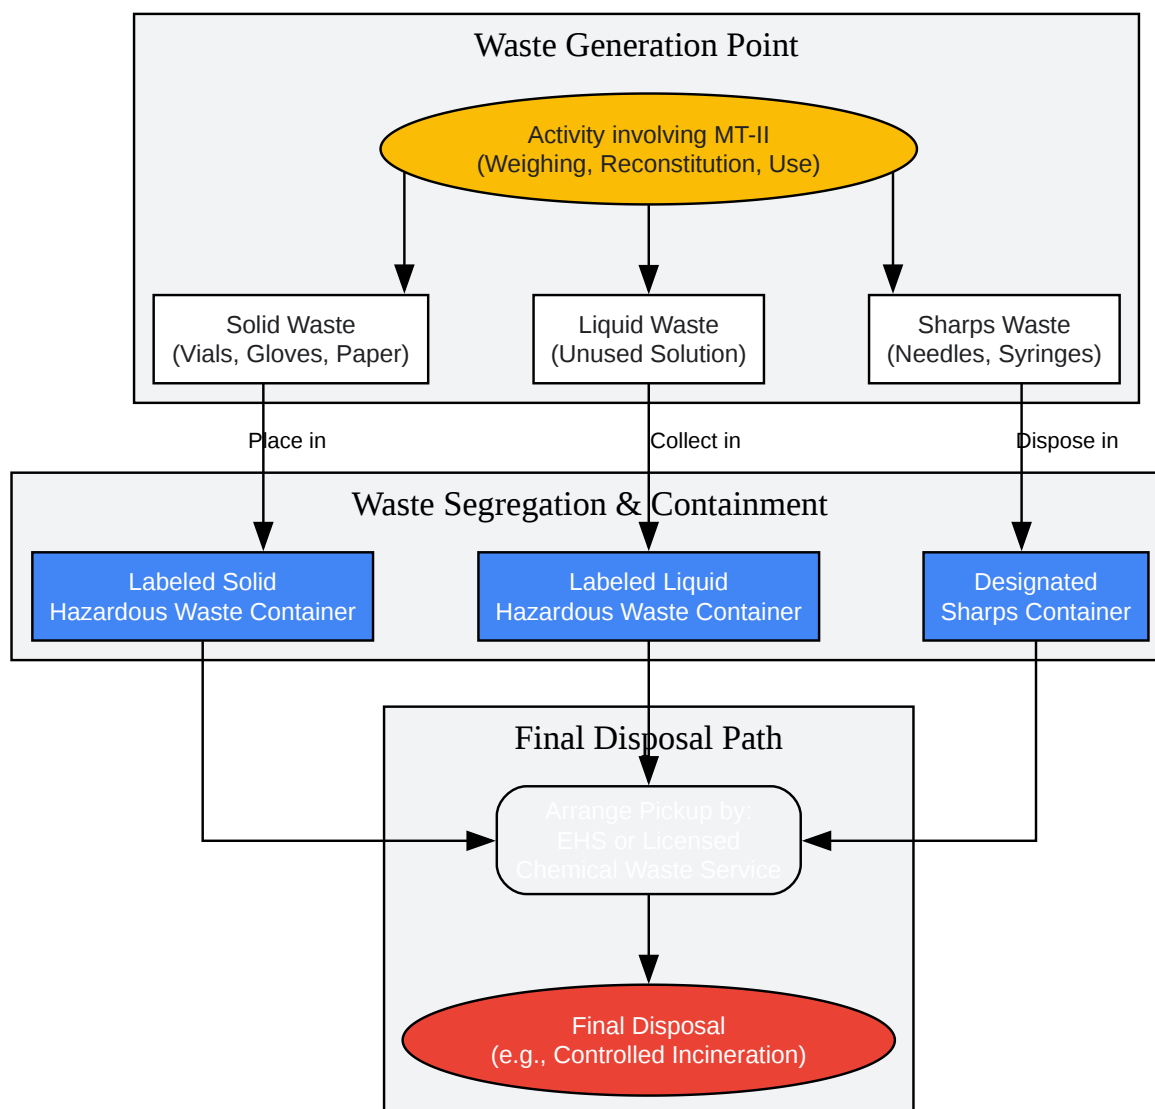 Waste Generation Point
Activity involving MT-II
(Weighing, Reconstitution, Use)
Solid Waste
(Vials, Gloves, Paper)
Liquid Waste
(Unused Solution)
Sharps Waste
(Needles, Syringes)
Place in
Collect in
Dispose in
Waste Segregation & Containment
Labeled Solid
Hazardous Waste Container
Labeled Liquid
Hazardous Waste Container
Designated
Sharps Container
Final Disposal Path
Arrange Pickup by:
EHS or Licensed
Chemical Waste Service
Final Disposal
(e.g., Controlled Incineration)